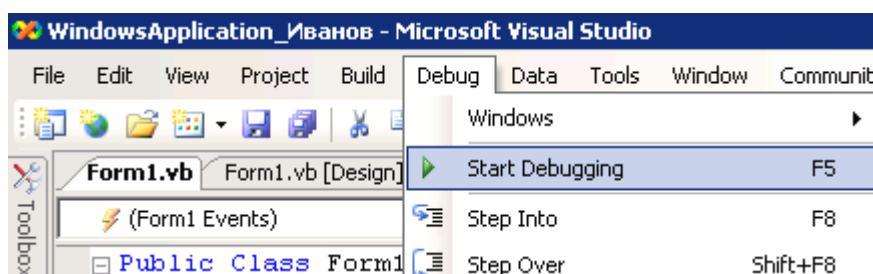 WindowsApplication_Иванов - Microsoft Visual Studio
File Edit View Project Build Debug Data Tools Window Communit
Windows
Form1.vb Form1.vb [Design] Start Debugging F5
(Form1 Events) Step Into F8
Toolbox
Public Class Form1 Step Over Shift+F8